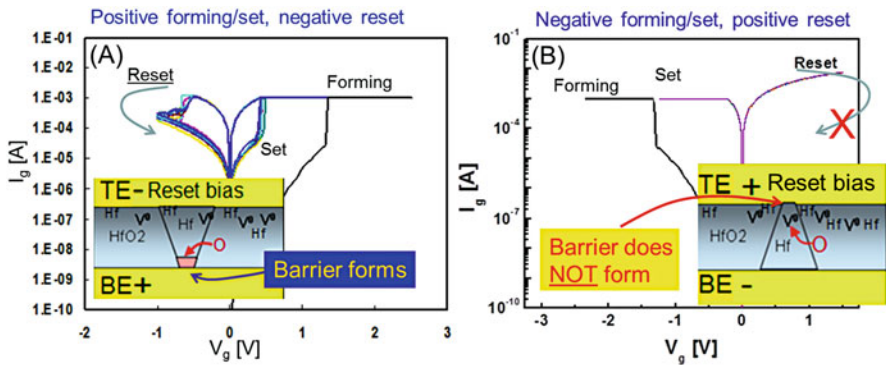 Positive forming/set, negative reset
(A)
1.E-01
1.E-02
1.E-03
1.E-04
1.E-05
1.E-06
1.E-07
1.E-08
1.E-09
1.E-10
Ig [A]
Reset
Forming
Set
TE- Reset bias
Hf Hf Hf Hf
V⁰ V⁰ V⁰
Hf
Hf
HfO2
O
BE+
Barrier forms
-2 -1 0 1 2 3
Vg [V]
Negative forming/set, positive reset
(B)
10⁻¹
10⁻⁴
10⁻⁷
10⁻¹⁰
Ig [A]
Forming
Set
Reset
X
TE + Reset bias
Hf V⁰Hf Hf Hf
V⁰ Hf V⁰ Hf
V⁰
Hf
HfO2
O
BE -
Barrier does
NOT form
-3 -2 -1 0 1
Vg [V]